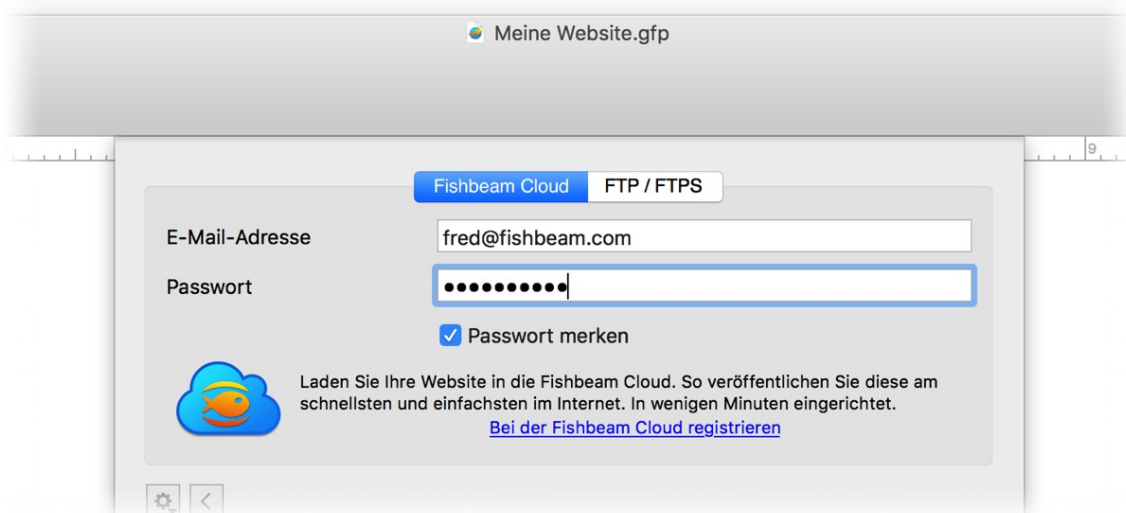 Meine Website.gfp
9
Fishbeam Cloud FTP / FTPS
E-Mail-Adresse fred@fishbeam.com
Passwort ••••••••••
Passwort merken
Laden Sie Ihre Website in die Fishbeam Cloud. So veröffentlichen Sie diese am
schnellsten und einfachsten im Internet. In wenigen Minuten eingerichtet.
Bei der Fishbeam Cloud registrieren